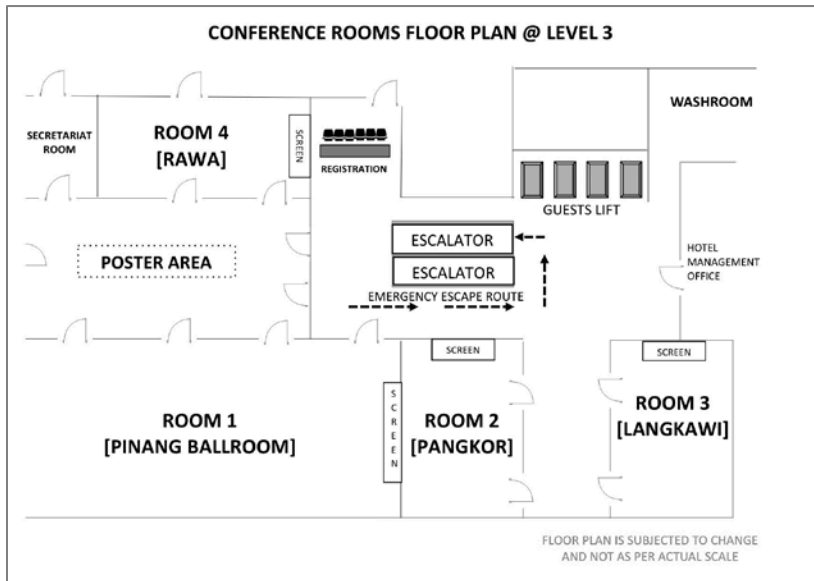 CONFERENCE ROOMS FLOOR PLAN @ LEVEL 3
WASHROOM
SECRETARIAT
ROOM
ROOM 4
[RAWA]
SCREEN
REGISTRATION
GUESTS LIFT
ESCALATOR
ESCALATOR
POSTER AREA
HOTEL
MANAGEMENT
OFFICE
EMERGENCY ESCAPE ROUTE
SCREEN
SCREEN
ROOM 1
[PINANG BALLROOM]
SCREEN
ROOM 2
[PANGKOR]
ROOM 3
[LANGKAWI]
FLOOR PLAN IS SUBJECTED TO CHANGE
AND NOT AS PER ACTUAL SCALE